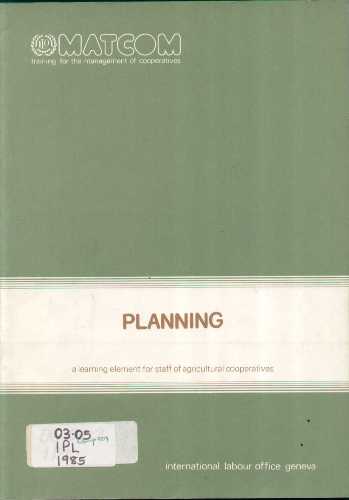 MATCOM
training for the management of cooperatives
PLANNING
a learning element for staff of agricultural cooperatives
03-05
IPL
1985
international labour office geneva